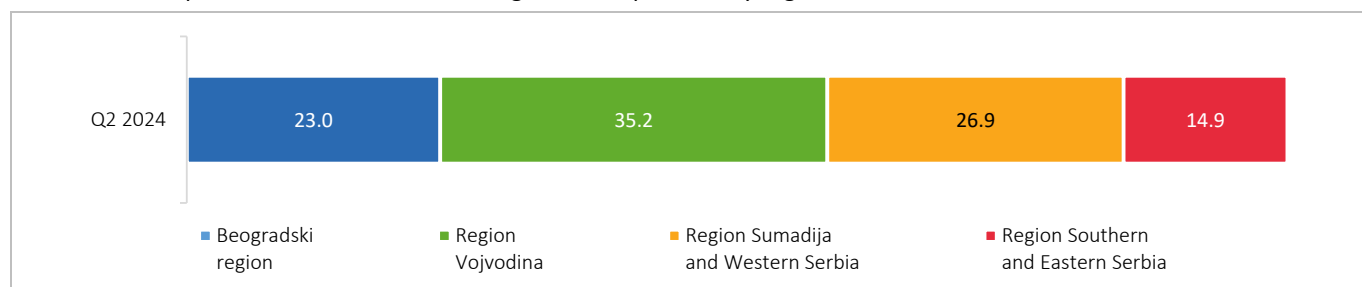 Q2 2024
23.0
35.2
26.9
14.9
Beogradski
region
Region
Vojvodina
Region Sumadija
and Western Serbia
Region Southern
and Eastern Serbia